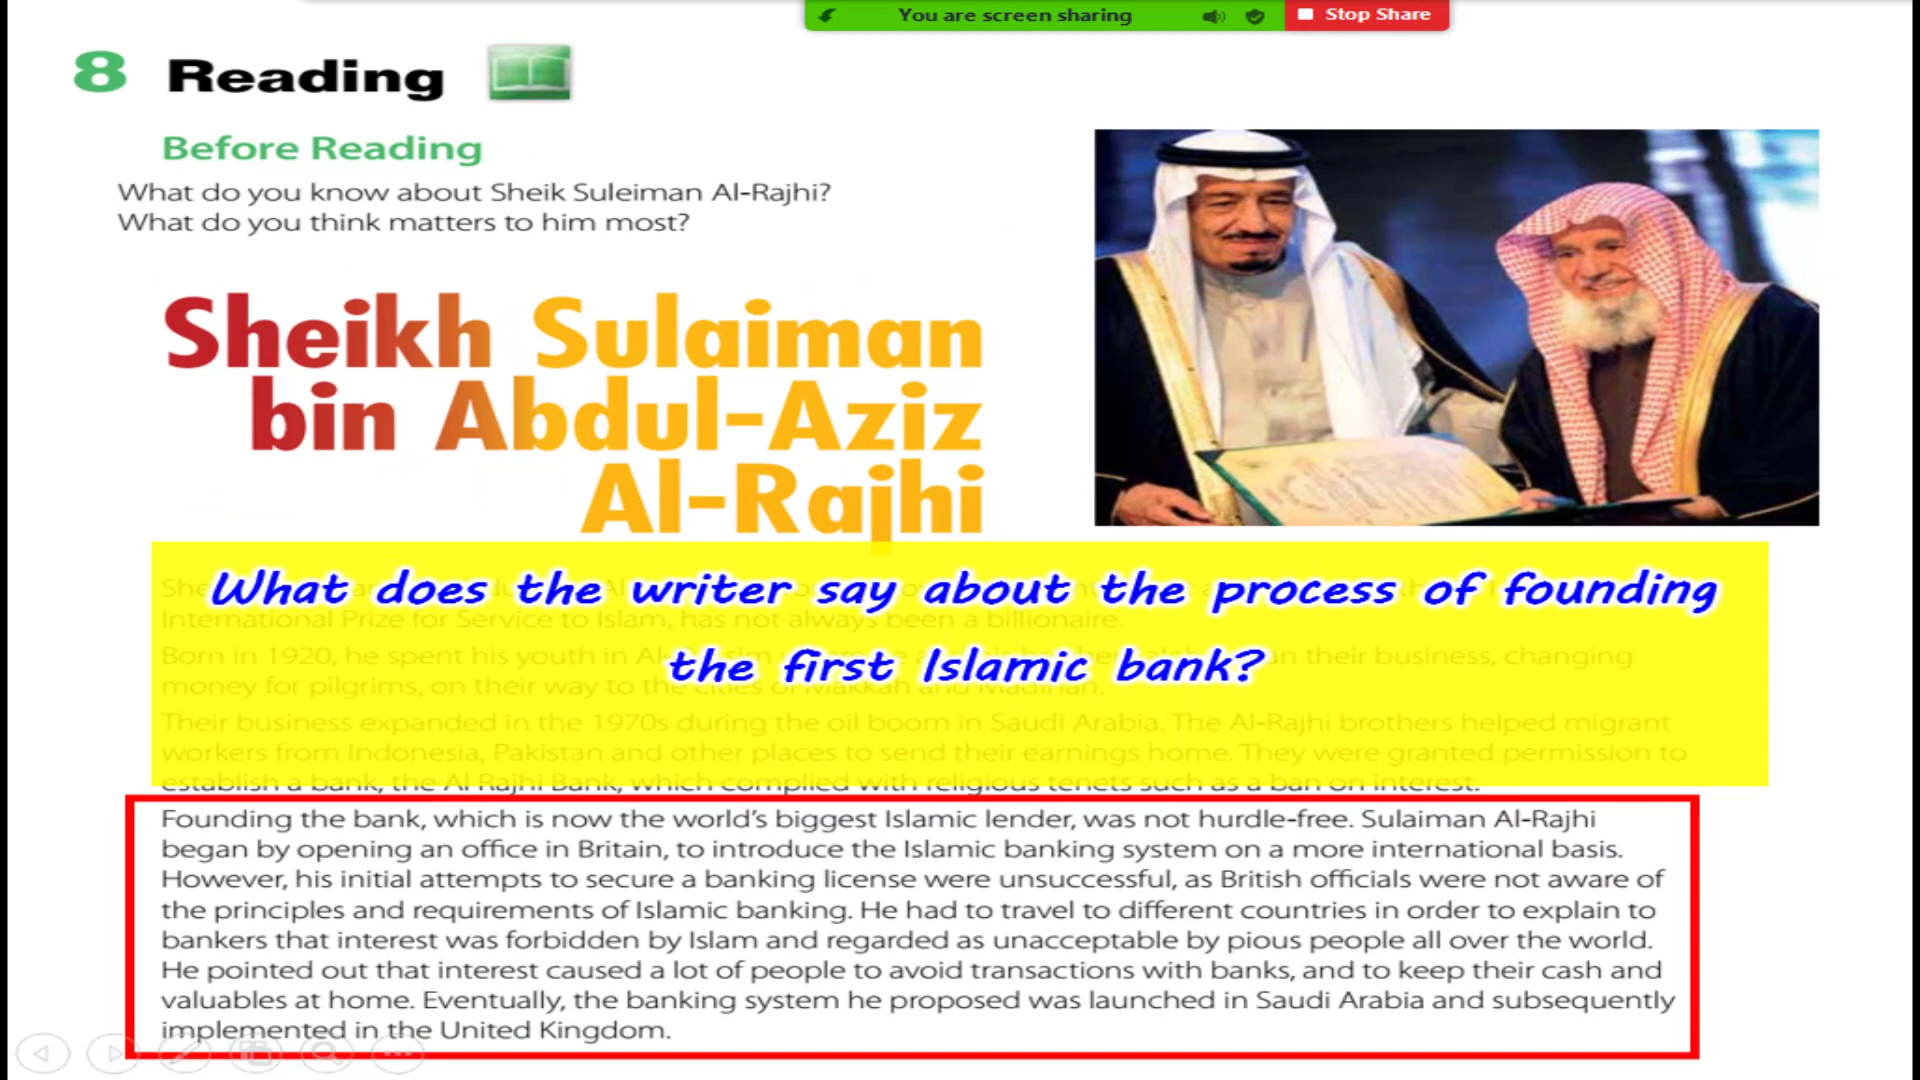 You are screen sharing
Stop Share
8 Reading
Before Reading
What do you know about Sheik Suleiman Al-Rajhi?
What do you think matters to him most?
Sheikh Sulaiman
bin Abdul-Aziz
Al-Rajhi
What does the writer say about the process of founding
the first Islamic bank?
International Prize for Service to Islam, has not always been a billionaire.
Born in 1920, he spent his youth in their business, changing
money for pilgrims, on their way to the cities of Makkah and Madinah.
Their business expanded in the 1970s during the oil boom in Saudi Arabia. The Al-Rajhi brothers helped migrant
workers from Indonesia, Pakistan and other places to send their earnings home. They were granted permission to
establish a bank, the Al Rajhi Bank, which complied with religious tenets such as a ban on interest.
Founding the bank, which is now the world's biggest Islamic lender, was not hurdle-free. Sulaiman Al-Rajhi
began by opening an office in Britain, to introduce the Islamic banking system on a more international basis.
However, his initial attempts to secure a banking license were unsuccessful, as British officials were not aware of
the principles and requirements of Islamic banking. He had to travel to different countries in order to explain to
bankers that interest was forbidden by Islam and regarded as unacceptable by pious people all over the world.
He pointed out that interest caused a lot of people to avoid transactions with banks, and to keep their cash and
valuables at home. Eventually, the banking system he proposed was launched in Saudi Arabia and subsequently
implemented in the United Kingdom.